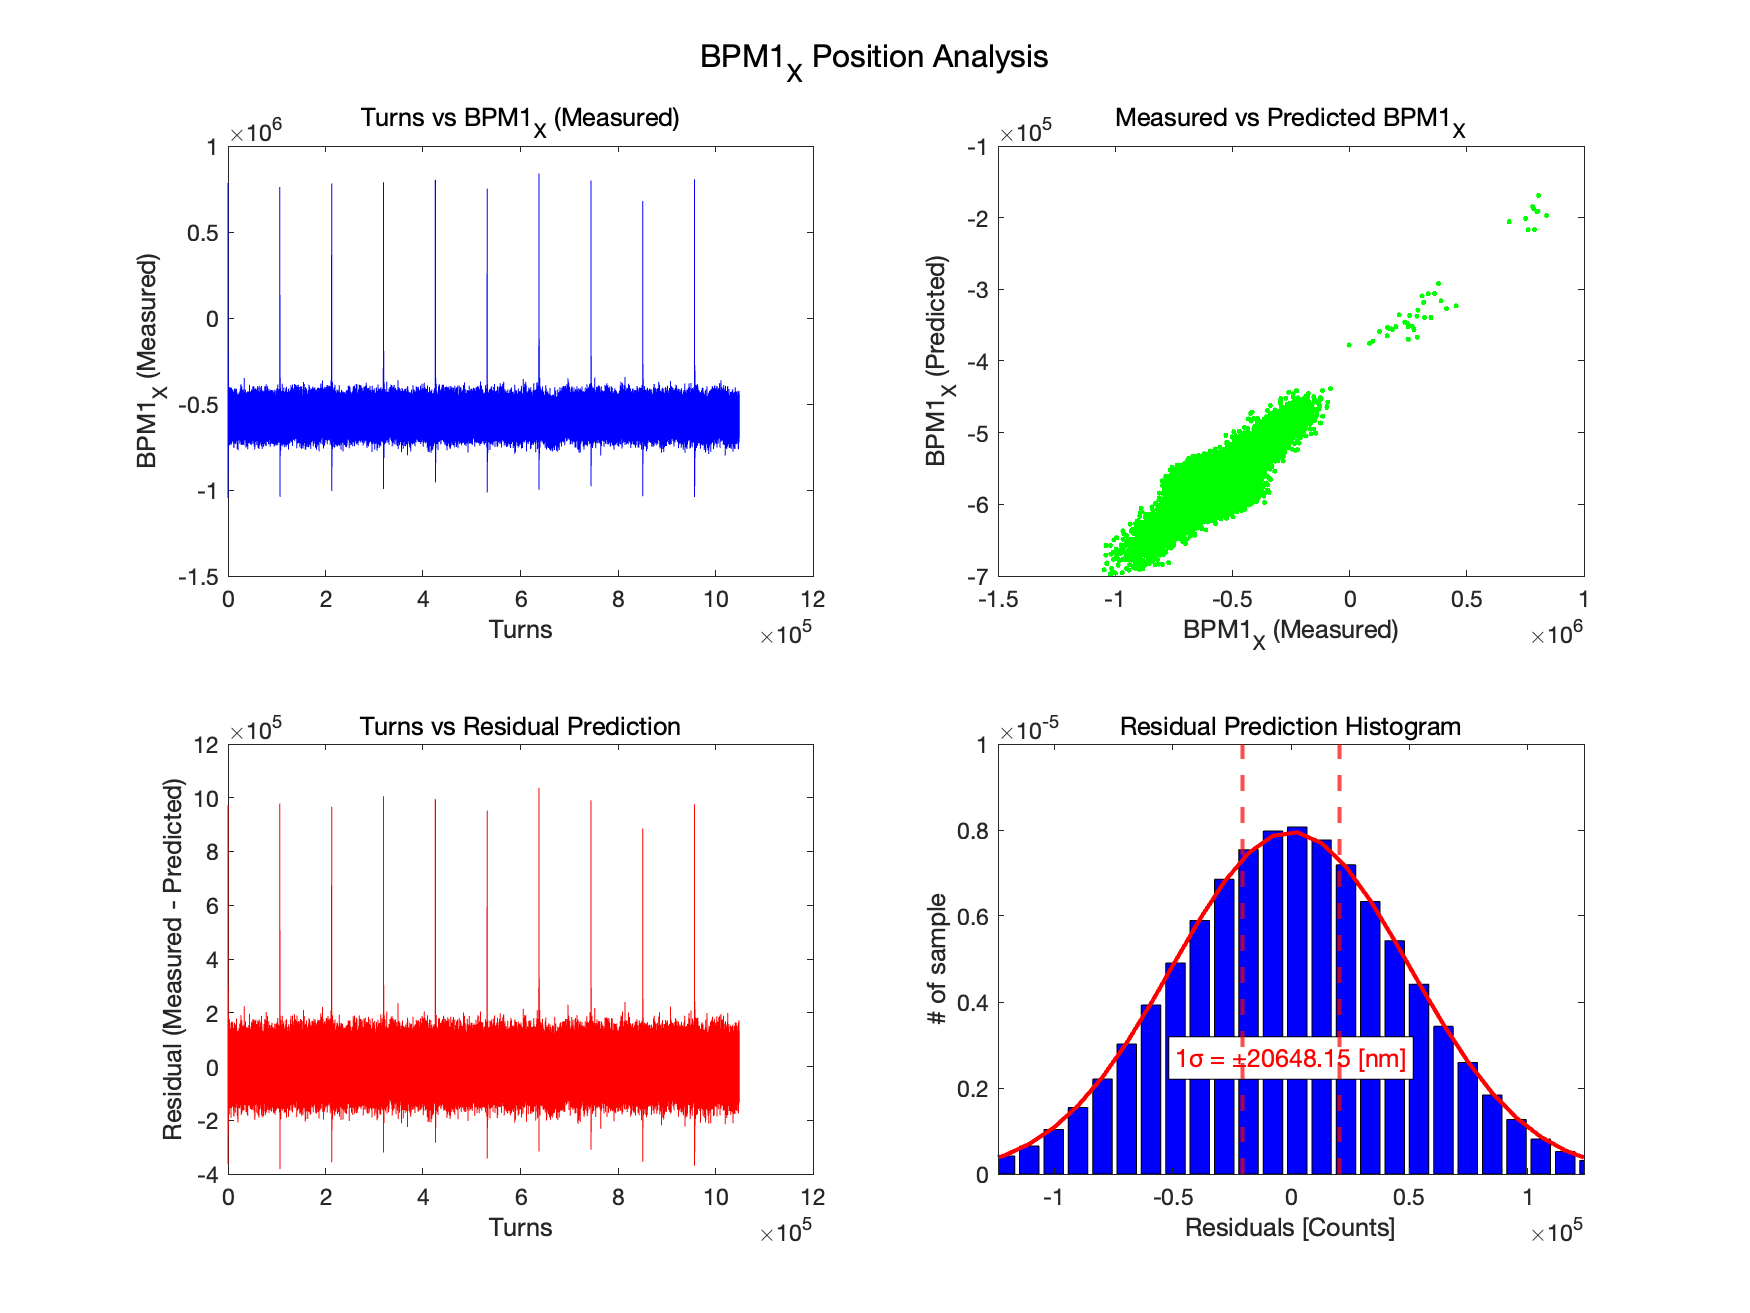 BPM1X Position Analysis
Turns vs BPM1X (Measured)
×10^6
1
0.5
0
-0.5
-1
-1.5
BPM1X (Measured)
0 2 4 6 8 10 12
Turns
×10^5
Measured vs Predicted BPM1X
×10^5
-1
-2
-3
-4
-5
-6
-7
BPM1X (Predicted)
-1.5 -1 -0.5 0 0.5 1
BPM1X (Measured)
×10^6
Turns vs Residual Prediction
×10^5
12
10
8
6
4
2
0
-2
-4
Residual (Measured - Predicted)
0 2 4 6 8 10 12
Turns
×10^5
Residual Prediction Histogram
×10^-5
1
0.8
0.6
0.4
0.2
0
# of sample
1σ = ±20648.15 [nm]
-1 -0.5 0 0.5 1
Residuals [Counts]
×10^5